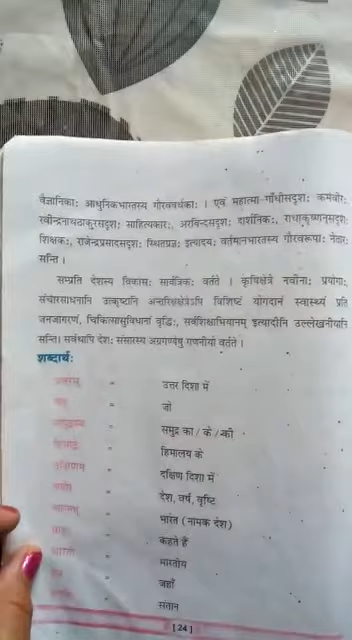 वैज्ञानिकाः आधुनिकभारतस्य गौरववर्धकाः । एवं महात्मा-गाँधीसदृशः कर्मवीरः
रवीन्द्रनाथठाकुरसदृशः साहित्यकारः, अरविन्दसदृशः दार्शनिकः, राधाकृष्णन्सदृशः
शिक्षकः, राजेन्द्रप्रसादसदृशः स्थितप्रज्ञः इत्यादयः वर्तमानभारतस्य गौरवरूपाः नेतारः
सन्ति ।
सम्प्रति देशस्य विकासः सार्वत्रिकः वर्तते । कृषिक्षेत्रे नवीनाः प्रयोगाः
संचारसाधनानि उत्कृष्टानि अन्तरिक्षक्षेत्रेऽपि विशिष्टं योगदानं स्वास्थ्यं प्रति
जनजागरणं, चिकित्सासुविधानां वृद्धिः, सर्वशिक्षाभियानम् इत्यादीनि उल्लेखनीयानि
सन्ति। सर्वथापि देशः संसारस्य अग्रगण्येषु गणनीयो वर्तते ।
शब्दार्थः
= उत्तर दिशा में
= जो
= समुद्र का / के / की
= हिमालय के
= दक्षिण दिशा में
= देश, वर्ष, वृष्टि
= भारत (नामक देश)
= कहते हैं
= भारतीय
= जहाँ
= संतान
[ 24 ]